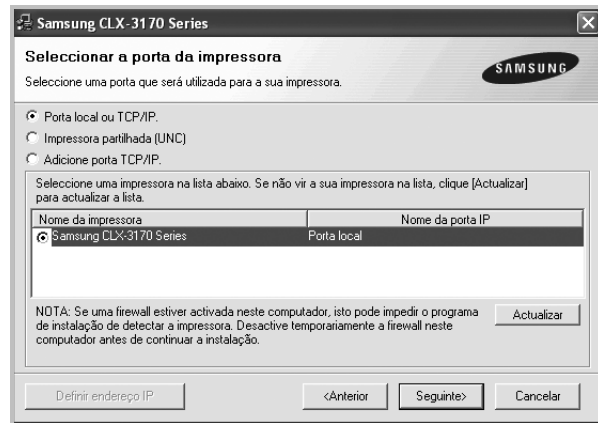 Samsung CLX-3170 Series
Seleccionar a porta da impressora
Seleccione uma porta que será utilizada para a sua impressora.
SAMSUNG
Porta local ou TCP/IP.
Impressora partilhada (UNC)
Adicione porta TCP/IP.
Seleccione uma impressora na lista abaixo. Se não vir a sua impressora na lista, clique [Actualizar]
para actualizar a lista.
Nome da impressora Nome da porta IP
Samsung CLX-3170 Series Porta local
NOTA: Se uma firewall estiver activada neste computador, isto pode impedir o programa
de instalação de detectar a impressora. Desactive temporariamente a firewall neste
computador antes de continuar a instalação.
Actualizar
Definir endereço IP <Anterior Seguinte> Cancelar